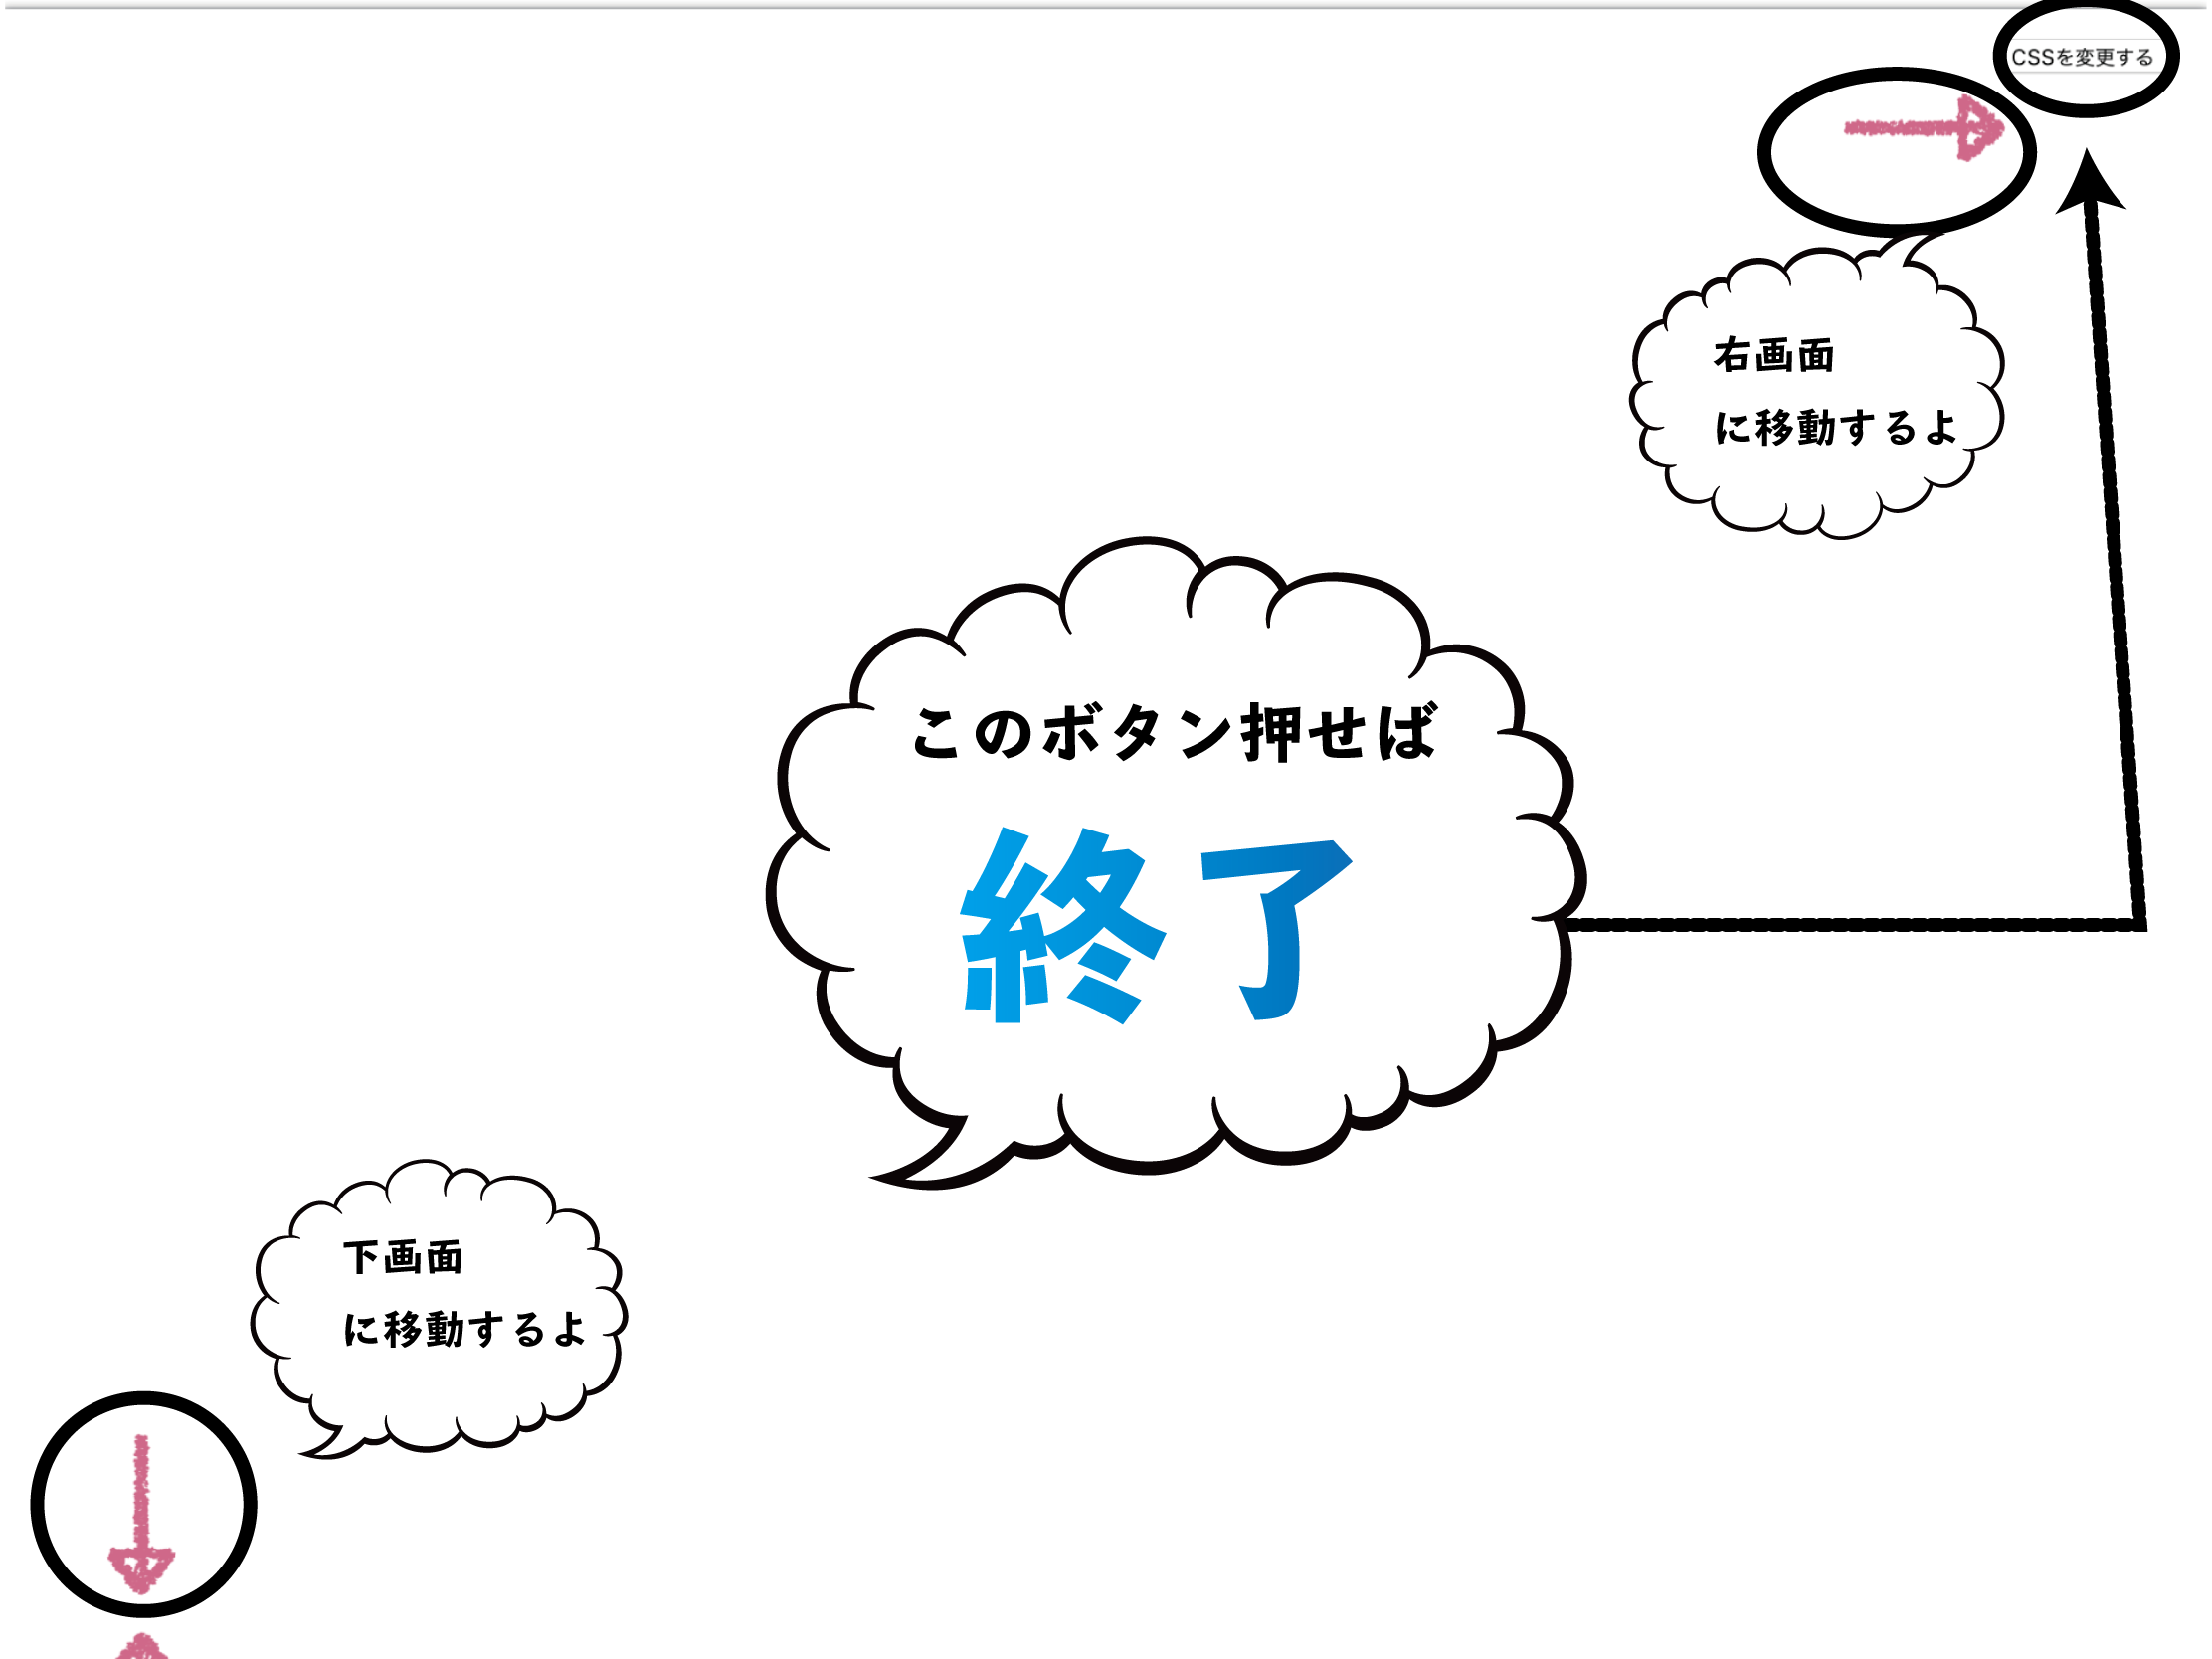 CSSを変更する
右画面
に移動するよ
このボタン押せば
終了
下画面
に移動するよ